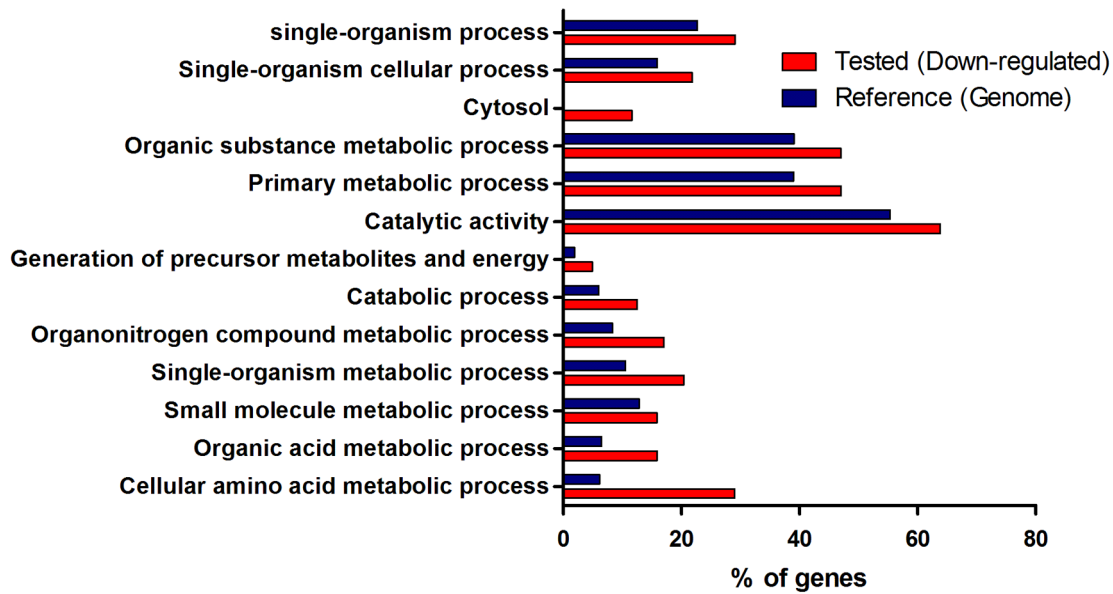 single-organism process
Single-organism cellular process
Cytosol
Organic substance metabolic process
Primary metabolic process
Catalytic activity
Generation of precursor metabolites and energy
Catabolic process
Organonitrogen compound metabolic process
Single-organism metabolic process
Small molecule metabolic process
Organic acid metabolic process
Cellular amino acid metabolic process
Tested (Down-regulated)
Reference (Genome)
0 20 40 60 80
% of genes